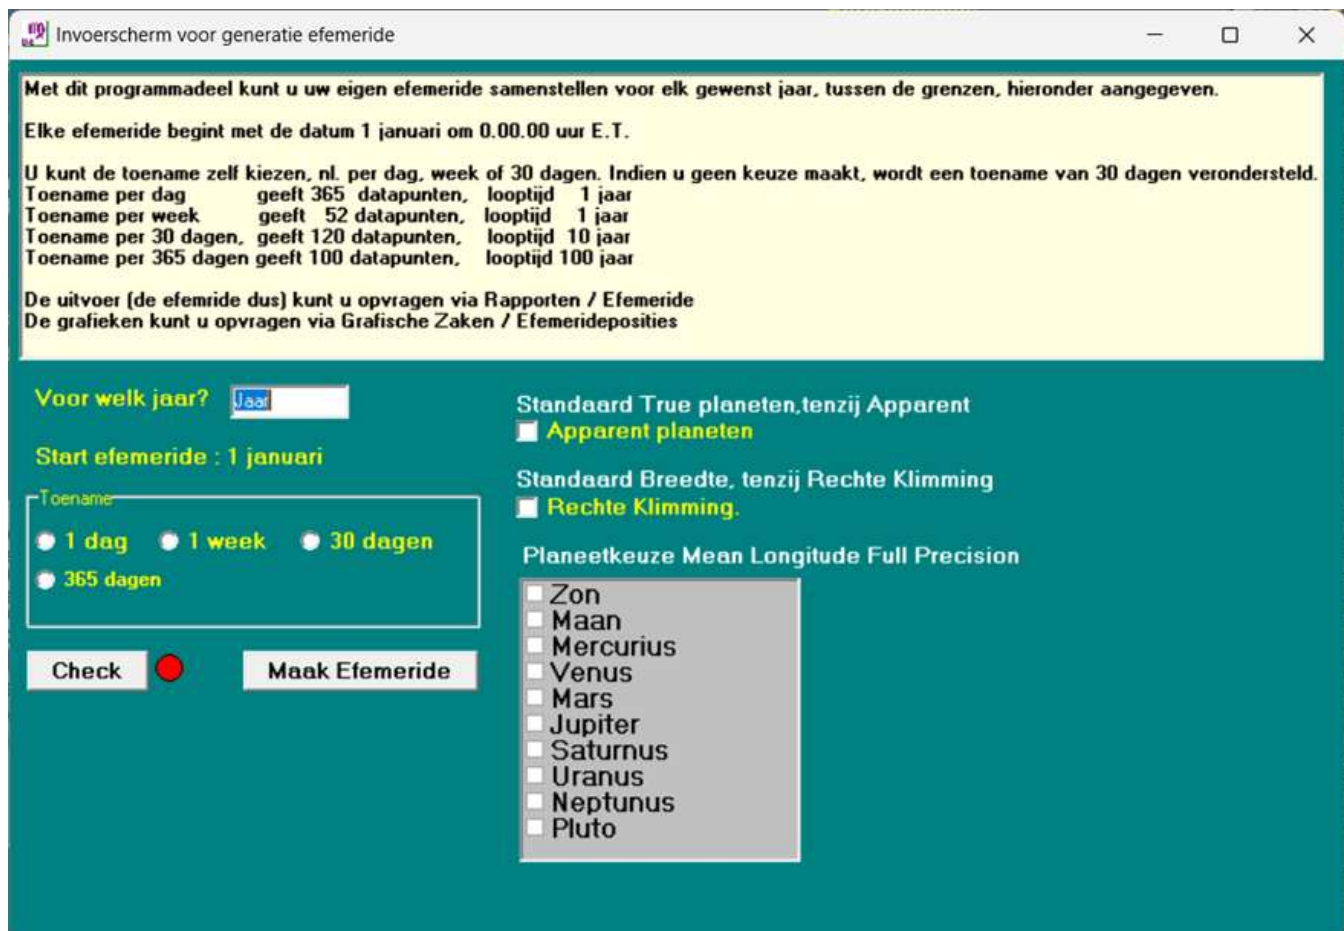 Invoerscherm voor generatie efemeride
Met dit programmadeel kunt u uw eigen efemeride samenstellen voor elk gewenst jaar, tussen de grenzen, hieronder aangegeven.
Elke efemeride begint met de datum 1 januari om 0.00.00 uur E.T.
U kunt de toename zelf kiezen, nl. per dag, week of 30 dagen. Indien u geen keuze maakt, wordt een toename van 30 dagen verondersteld.
Toename per dag geeft 365 datapunten, looptijd 1 jaar
Toename per week geeft 52 datapunten, looptijd 1 jaar
Toename per 30 dagen, geeft 120 datapunten, looptijd 10 jaar
Toename per 365 dagen geeft 100 datapunten, looptijd 100 jaar
De uitvoer (de efemride dus) kunt u opvragen via Rapporten / Efemeride
De grafieken kunt u opvragen via Grafische Zaken / Efemerideposities
Voor welk jaar? Jaar
Start efemeride : 1 januari
Toename
1 dag 1 week 30 dagen
365 dagen
Check Maak Efemeride
Standaard True planeten,tenzij Apparent
Apparent planeten
Standaard Breedte, tenzij Rechte Klimming
Rechte Klimming.
Planeetkeuze Mean Longitude Full Precision
Zon
Maan
Mercurius
Venus
Mars
Jupiter
Saturnus
Uranus
Neptunus
Pluto